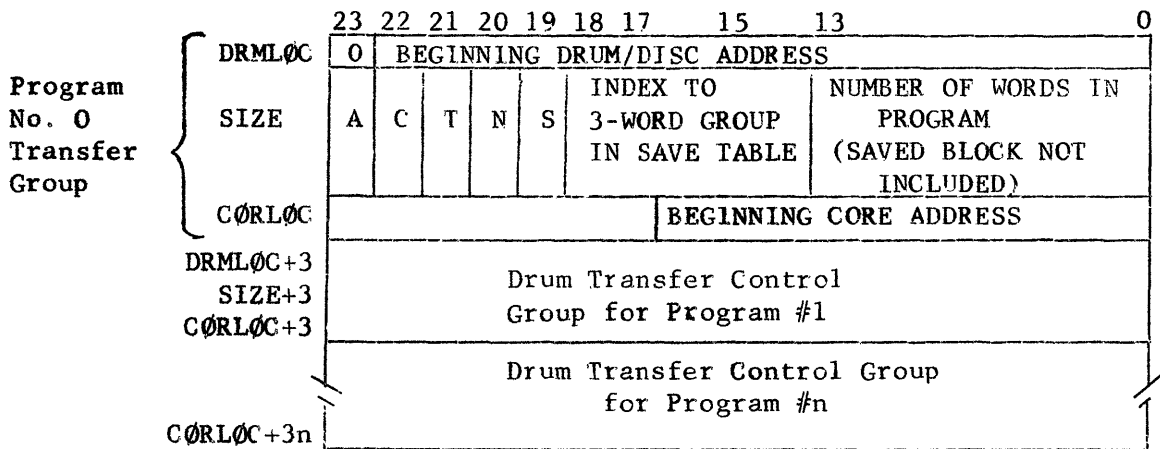 23 22 21 20 19 18 17 15 13 0
DRMLØC 0 BEGINNING DRUM/DISC ADDRESS
Program
No. 0
Transfer
Group
SIZE A C T N S
INDEX TO
3-WORD GROUP
IN SAVE TABLE
NUMBER OF WORDS IN
PROGRAM
(SAVED BLOCK NOT
INCLUDED)
CØRLØC BEGINNING CORE ADDRESS
DRMLØC+3
SIZE+3
CØRLØC+3
Drum Transfer Control
Group for Program #1
Drum Transfer Control Group
for Program #n
CØRLØC+3n